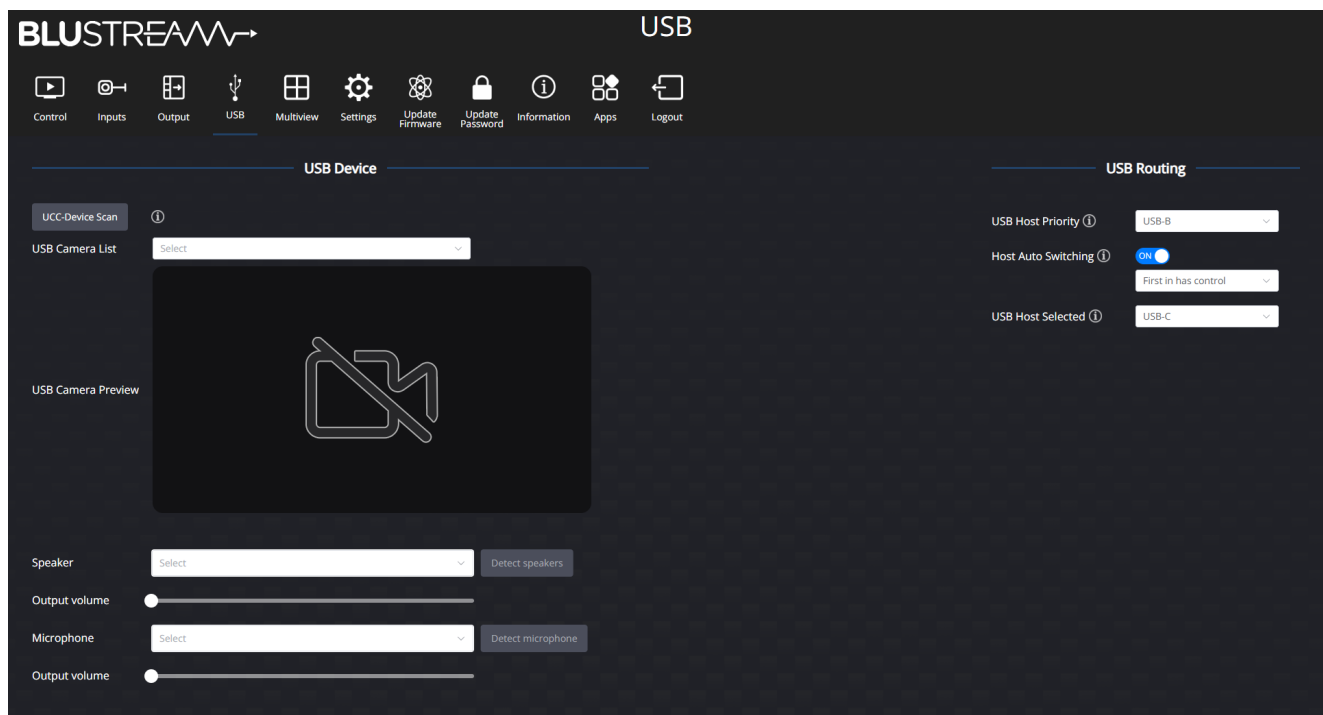 BLUSTREAM
USB
Control
Inputs
Output
USB
Multiview
Settings
Update
Firmware
Update
Password
Information
Apps
Logout
USB Device
UCC-Device Scan
USB Camera List
Select
USB Camera Preview
Speaker
Select
Detect speakers
Output volume
Microphone
Select
Detect microphone
Output volume
USB Routing
USB Host Priority
USB-B
Host Auto Switching
ON
First in has control
USB Host Selected
USB-C